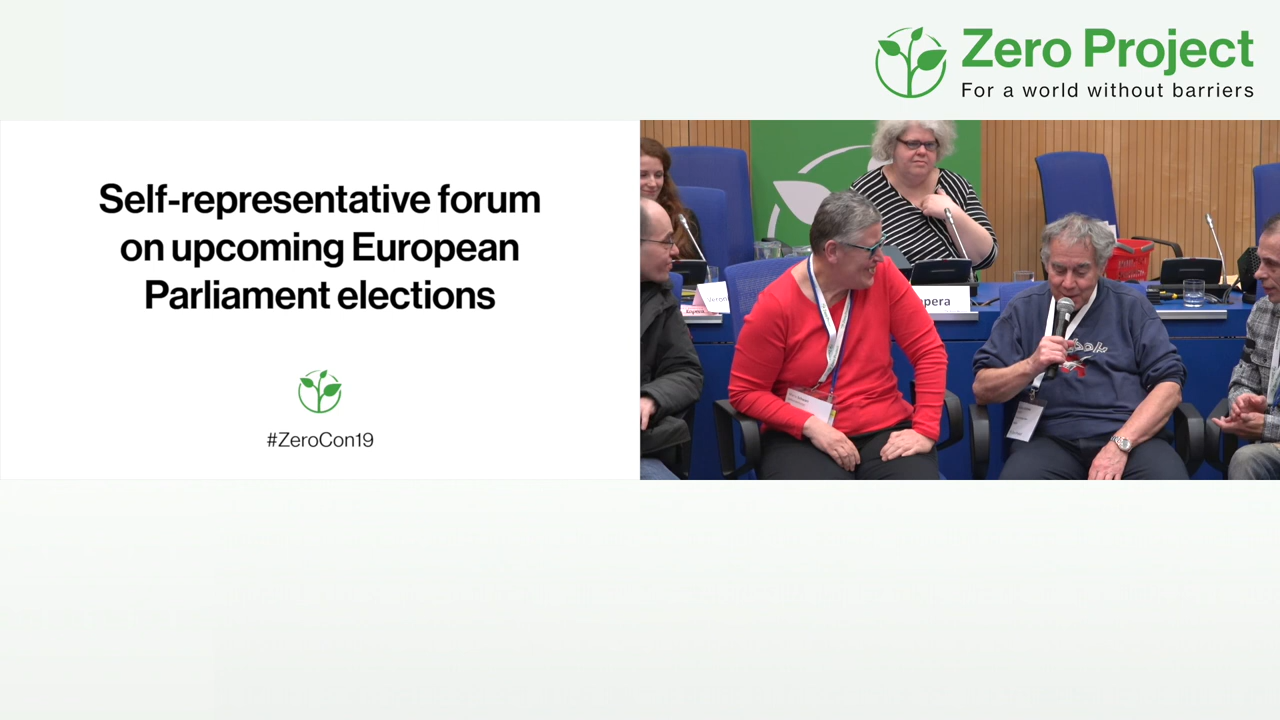 Zero Project
For a world without barriers
Self-representative forum
on upcoming European
Parliament elections
#ZeroCon19